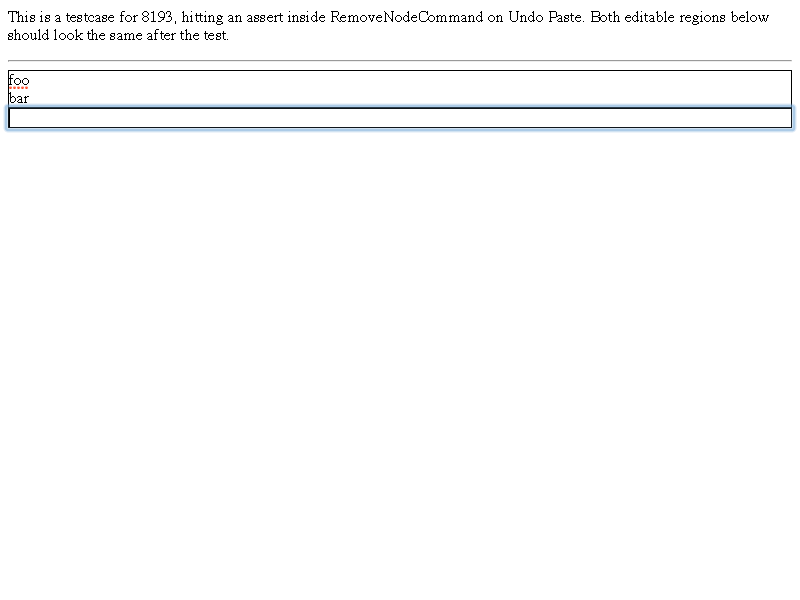 This is a testcase for 8193, hitting an assert inside RemoveNodeCommand on Undo Paste. Both editable regions below
should look the same after the test.
foo
bar